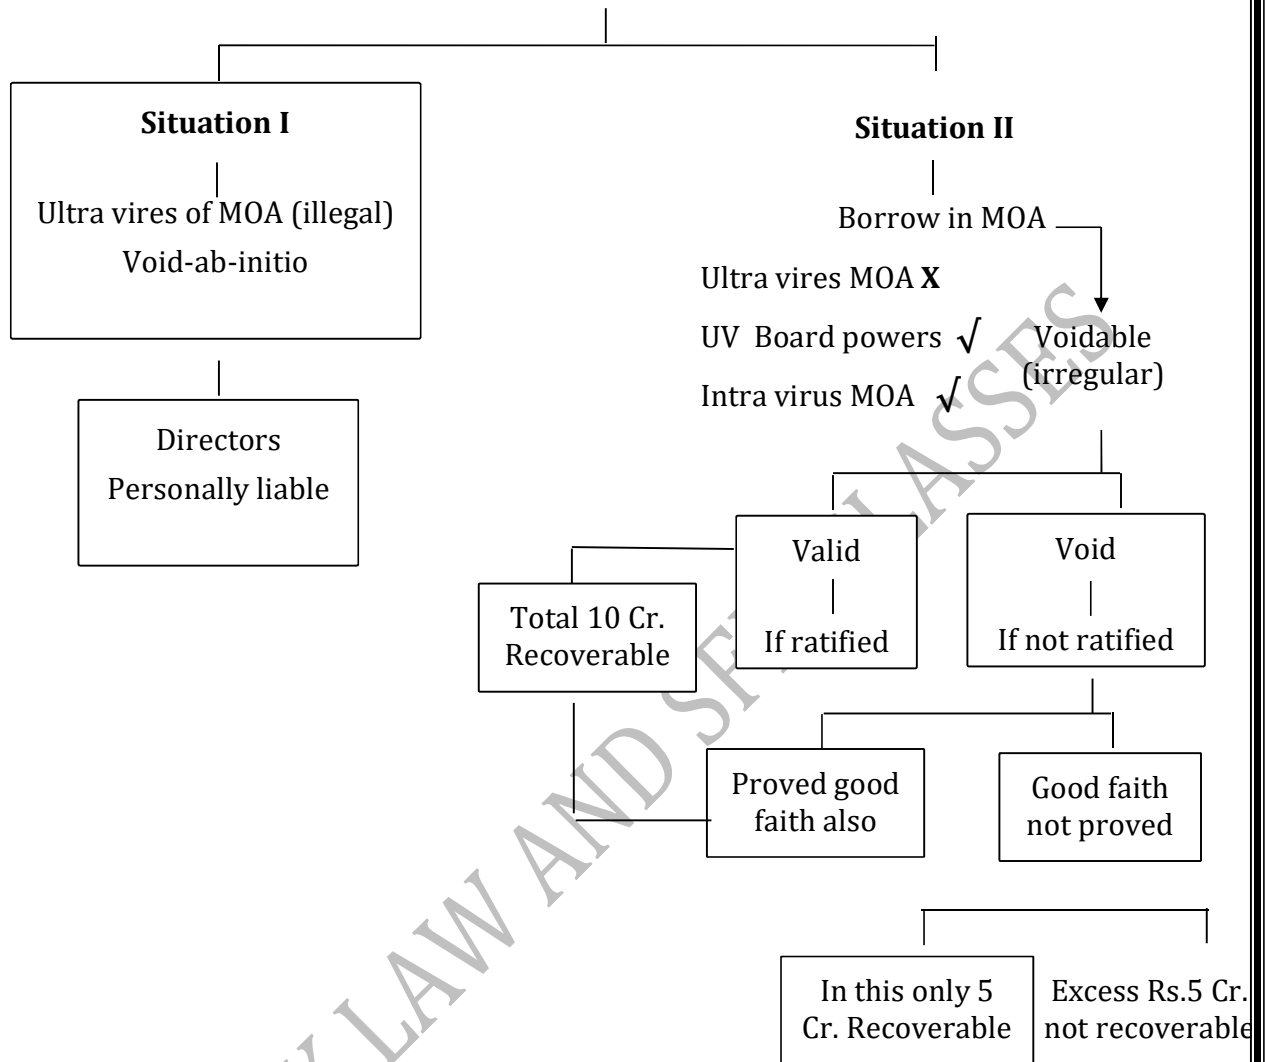 Situation I
Ultra vires of MOA (illegal)
Void-ab-initio
Directors
Personally liable
Situation II
Borrow in MOA
Ultra vires MOA X
UV Board powers √
Intra virus MOA √
Voidable
(irregular)
Valid
If ratified
Void
If not ratified
Total 10 Cr.
Recoverable
Proved good
faith also
Good faith
not proved
In this only 5
Cr. Recoverable
Excess Rs.5 Cr.
not recoverable
LAW AND